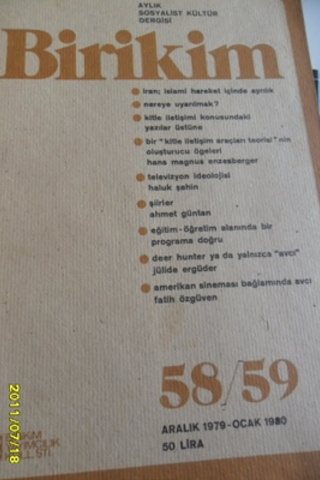 AYLIK
SOSYALİST KÜLTÜR
DERGİSİ
Birikim
iran; islami hareket içinde ayrılık
nereye uyarılmak?
kitle iletişimi konusundaki
yazılar üstüne
bir "kitle iletişim araçları teorisi" nin
oluşturucu ögeleri
hans magnus enzesberger
televizyon ideolojisi
haluk şahin
şiirler
ahmet güntan
eğitim - öğretim alanında bir
programa doğru
deer hunter ya da yalnızca "avcı"
jülide ergüder
amerikan sineması bağlamında avcı
fatih özgüven
58/59
ARALIK 1979 - OCAK 1980
50 LİRA
2011/07/18